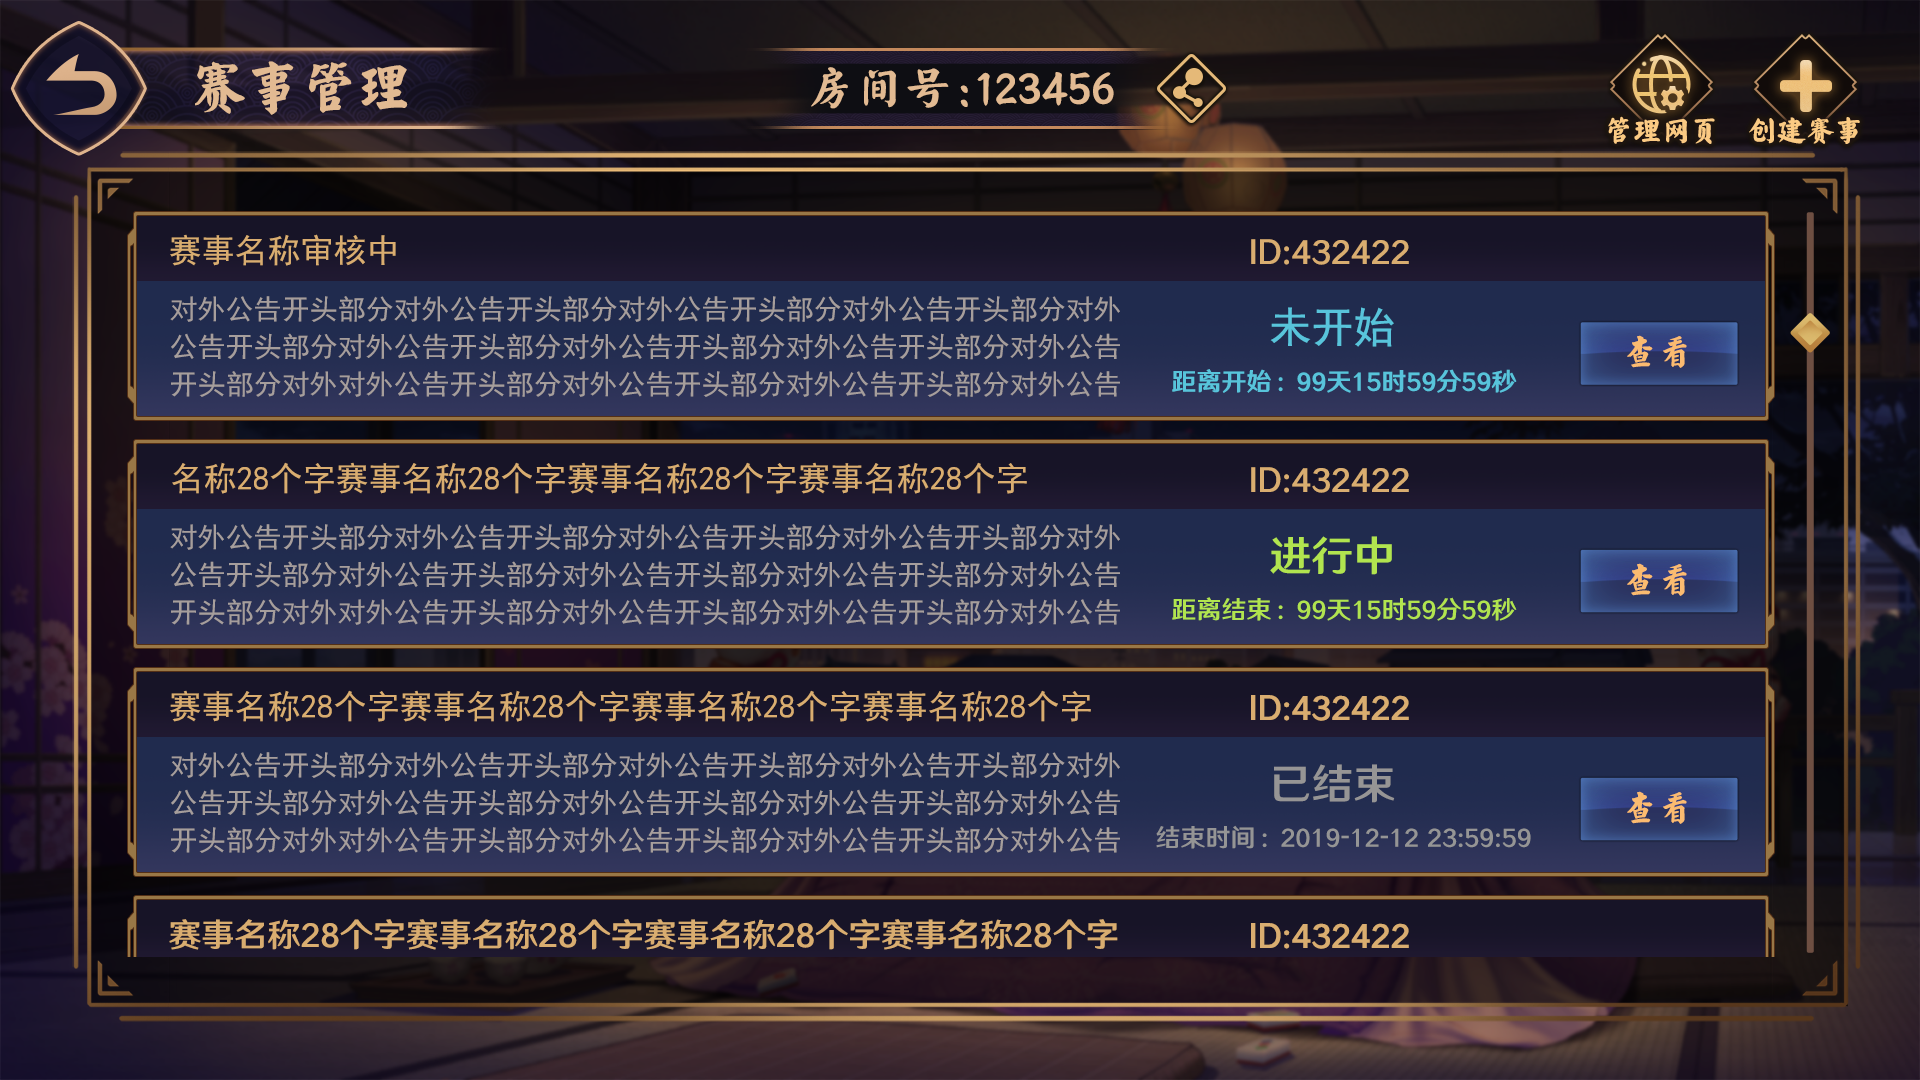 赛事管理
房间号:123456
管理网页
创建赛事
赛事名称审核中
ID:432422
对外公告开头部分对外公告开头部分对外公告开头部分对外公告开头部分对外
公告开头部分对外公告开头部分对外公告开头部分对外公告开头部分对外公告
开头部分对外对外公告开头部分对外公告开头部分对外公告开头部分对外公告
未开始
距离开始：99天15时59分59秒
查看
名称28个字赛事名称28个字赛事名称28个字赛事名称28个字
ID:432422
对外公告开头部分对外公告开头部分对外公告开头部分对外公告开头部分对外
公告开头部分对外公告开头部分对外公告开头部分对外公告开头部分对外公告
开头部分对外对外公告开头部分对外公告开头部分对外公告开头部分对外公告
进行中
距离结束：99天15时59分59秒
查看
赛事名称28个字赛事名称28个字赛事名称28个字赛事名称28个字
ID:432422
对外公告开头部分对外公告开头部分对外公告开头部分对外公告开头部分对外
公告开头部分对外公告开头部分对外公告开头部分对外公告开头部分对外公告
开头部分对外对外公告开头部分对外公告开头部分对外公告开头部分对外公告
已结束
结束时间：2019-12-12 23:59:59
查看
赛事名称28个字赛事名称28个字赛事名称28个字赛事名称28个字
ID:432422